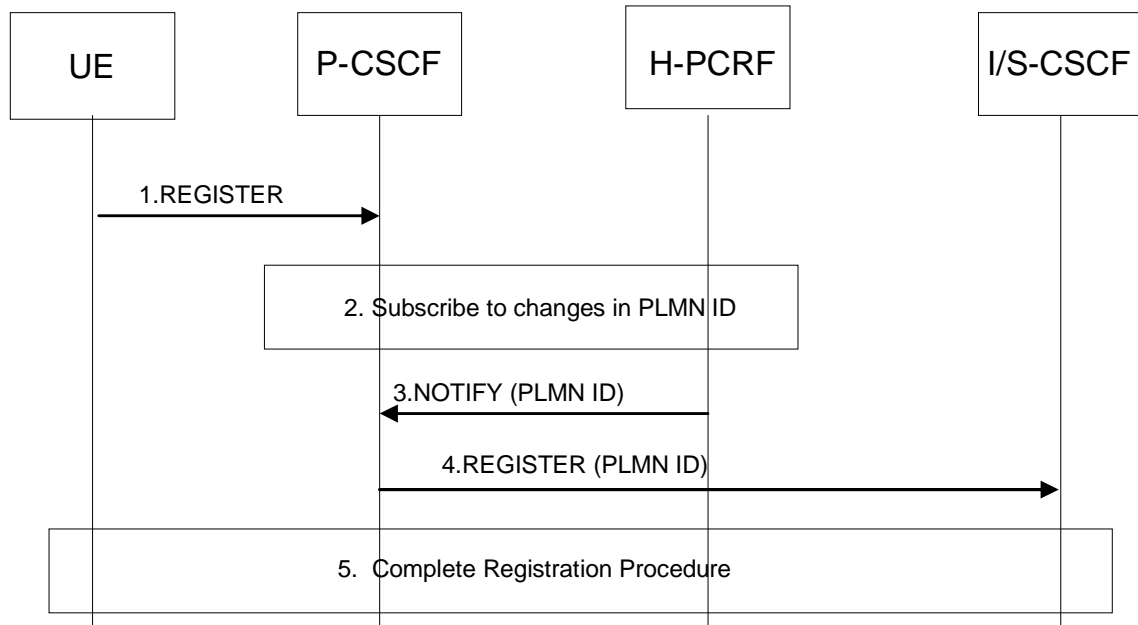 UE
P-CSCF
H-PCRF
I/S-CSCF
1.REGISTER
2. Subscribe to changes in PLMN ID
3.NOTIFY (PLMN ID)
4.REGISTER (PLMN ID)
5. Complete Registration Procedure